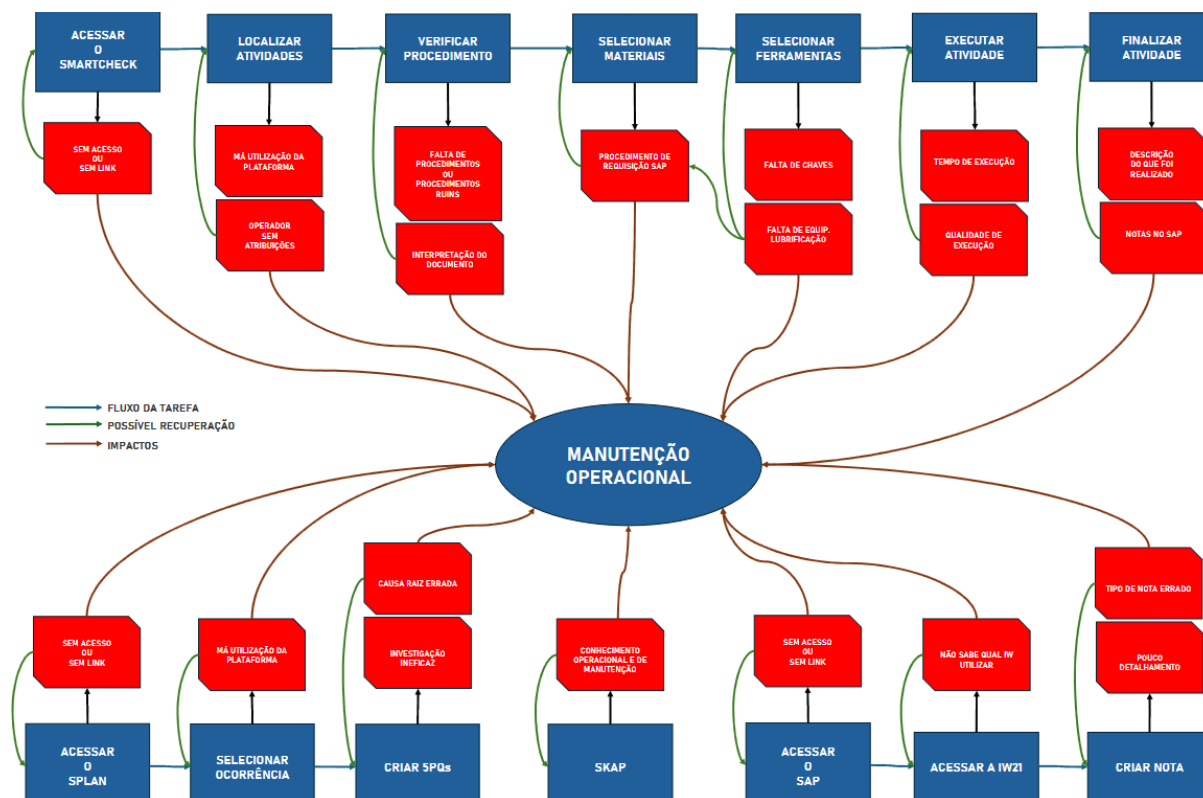 ACESSAR
O
SMARTCHECK
LOCALIZAR
ATIVIDADES
VERIFICAR
PROCEDIMENTO
SELECIONAR
MATERIAIS
SELECIONAR
FERRAMENTAS
EXECUTAR
ATIVIDADE
FINALIZAR
ATIVIDADE
SEM ACESSO
OU
SEM LINK
MÁ UTILIZAÇÃO DA
PLATAFORMA
OPERADOR
SEM
ATRIBUIÇÕES
FALTA DE
PROCEDIMENTOS
OU
PROCEDIMENTOS
RUINS
INTERPRETAÇÃO DO
DOCUMENTO
PROCEDIMENTO DE
REQUISIÇÃO SAP
FALTA DE CHAVES
FALTA DE EQUIP.
LUBRIFICAÇÃO
TEMPO DE EXECUÇÃO
QUALIDADE DE
EXECUÇÃO
DESCRIÇÃO
DO QUE FOI
REALIZADO
NOTAS NO SAP
FLUXO DA TAREFA
POSSÍVEL RECUPERAÇÃO
IMPACTOS
MANUTENÇÃO
OPERACIONAL
SEM ACESSO
OU
SEM LINK
MÁ UTILIZAÇÃO DA
PLATAFORMA
CAUSA RAIZ ERRADA
INVESTIGAÇÃO
INEFICAZ
CONHECIMENTO
OPERACIONAL E DE
MANUTENÇÃO
SEM ACESSO
OU
SEM LINK
NÃO SABE QUAL IW
UTILIZAR
TIPO DE NOTA ERRADO
POUCO
DETALHAMENTO
ACESSAR
O
SPLAN
SELECIONAR
OCORRÊNCIA
CRIAR 5PQs
SKAP
ACESSAR
O
SAP
ACESSAR A IW21
CRIAR NOTA